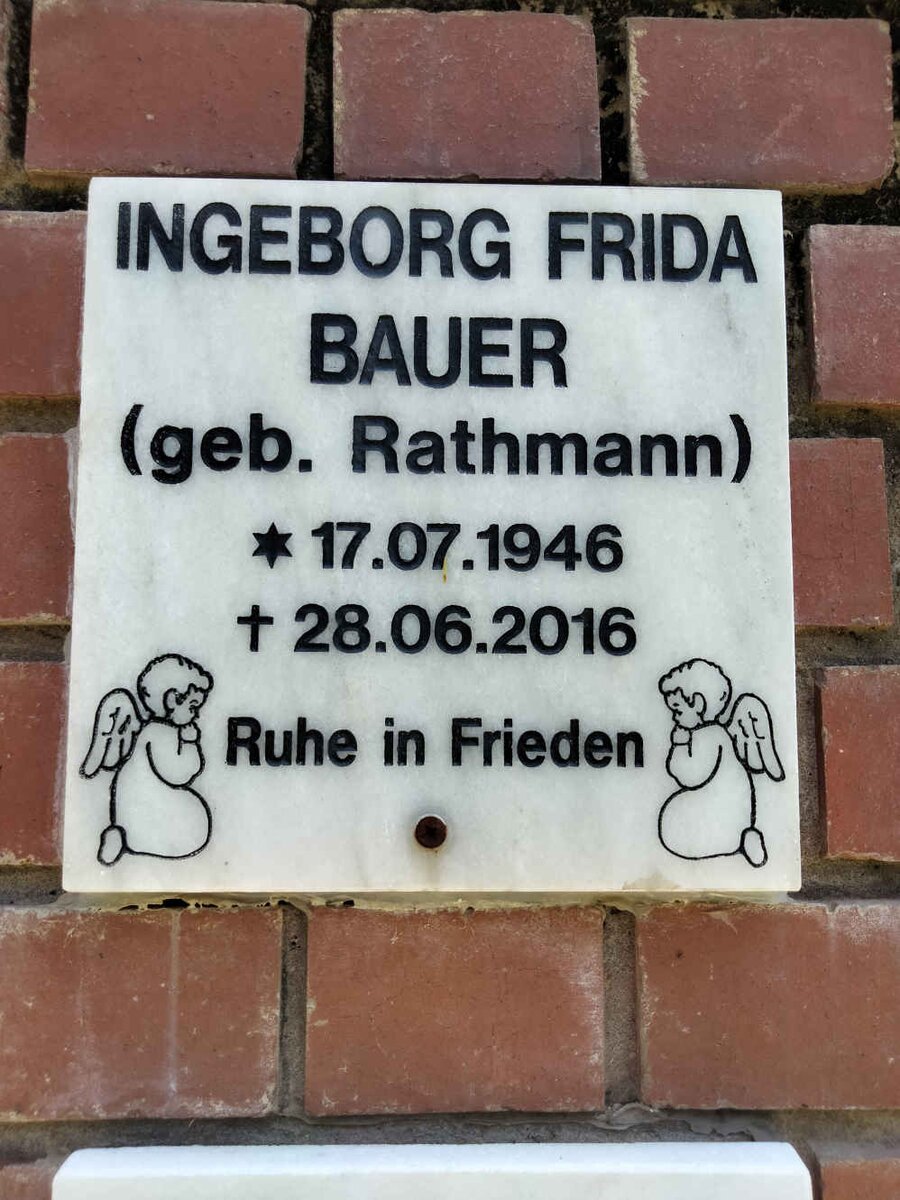 INGEBORG FRIDA
BAUER
(geb. Rathmann)
✶ 17.07.1946
✝ 28.06.2016
Ruhe in Frieden